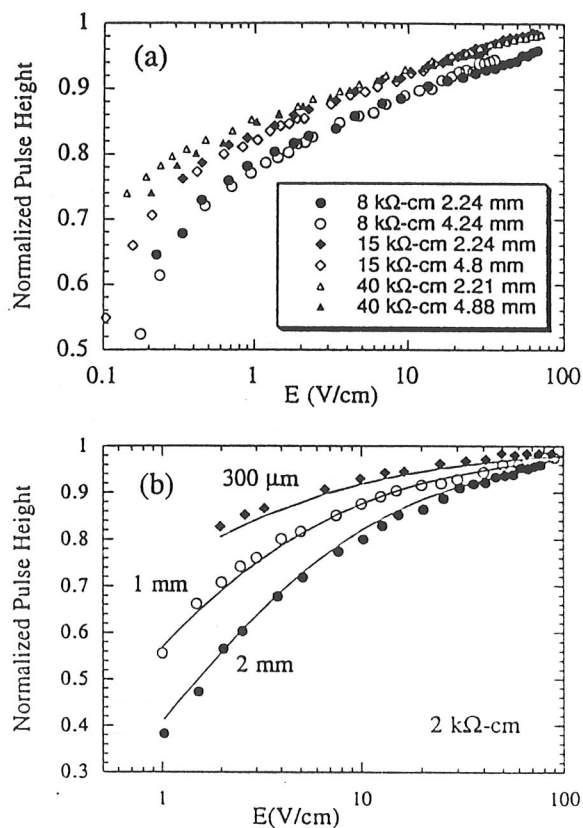 (a)
Normalized Pulse Height
1
0.9
0.8
0.7
0.6
0.5
8 kΩ-cm 2.24 mm
8 kΩ-cm 4.24 mm
15 kΩ-cm 2.24 mm
15 kΩ-cm 4.8 mm
40 kΩ-cm 2.21 mm
40 kΩ-cm 4.88 mm
0.1 1 10 100
E (V/cm)
(b)
Normalized Pulse Height
1
0.9
0.8
0.7
0.6
0.5
0.4
0.3
300 µm
1 mm
2 mm
2 kΩ-cm
1 10 100
E(V/cm)